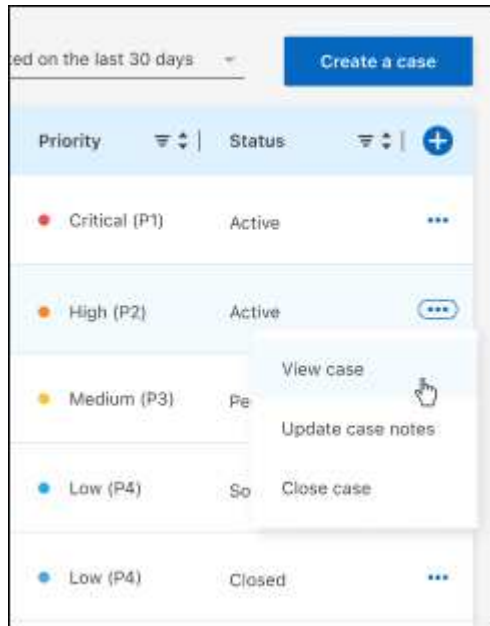 ed on the last 30 days
Create a case
Priority Status
Critical (P1) Active
High (P2) Active
View case
Medium (P3) Pe
Update case notes
Low (P4) So Close case
Low (P4) Closed